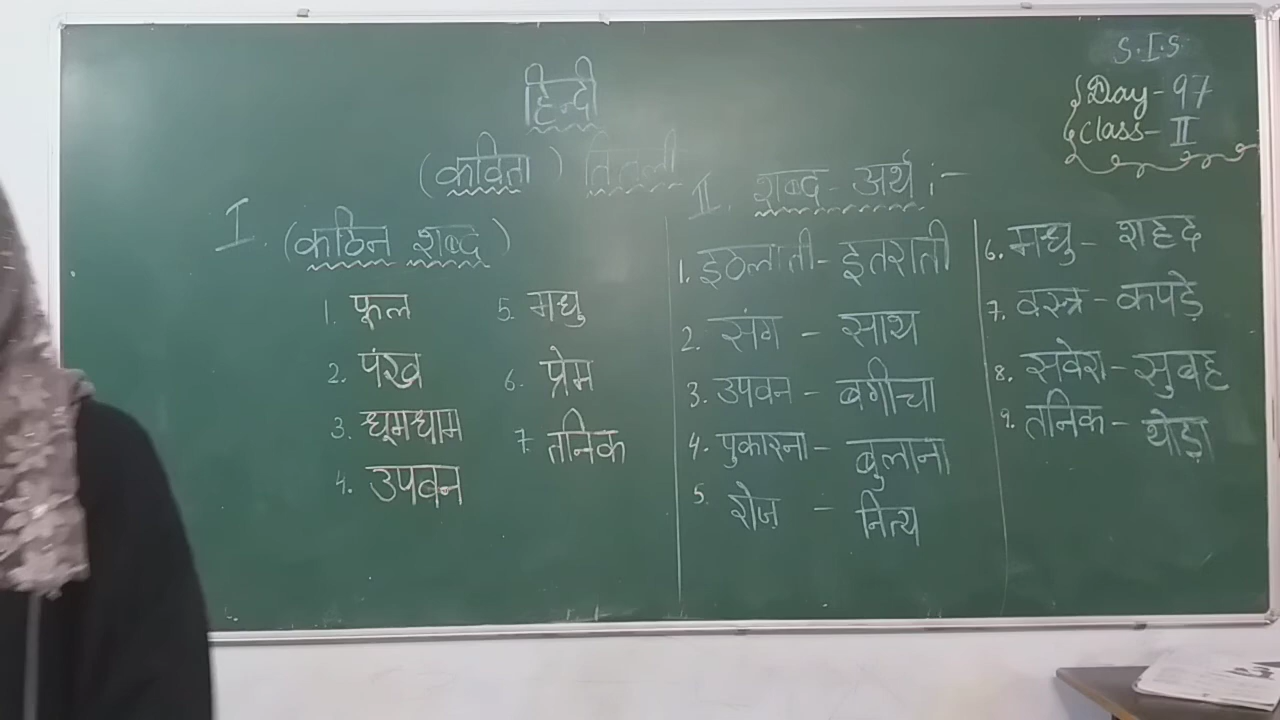 S.I.S
Day - 97
Class - II
हिन्दी
(कविता) तितली
I. (कठिन शब्द)
1. फूल
2. पंख
3. धूमधाम
4. उपवन
5. मधु
6. प्रेम
7. तनिक
II. शब्द - अर्थ :-
1. इठलाती - इतराती
2. संग - साथ
3. उपवन - बगीचा
4. पुकारना - बुलाना
5. रोज़ - नित्य
6. मधु - शहद
7. वस्त्र - कपड़े
8. सवेरा - सुबह
9. तनिक - थोड़ा